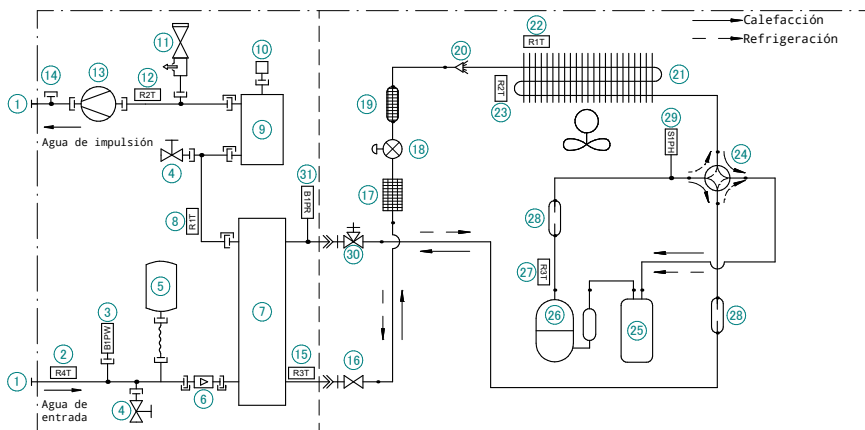 22
R1T
Calefacción
Refrigeración
11
10
20
21
14
13
12
R2T
19
R2T
23
29
S1PH
1
Agua de impulsión
9
18
24
4
31
17
B1PR
8
R1T
28
30
27
R3T
5
7
26
25
28
3
B1PW
2
R4T
15
R3T
16
1
6
4
Agua de
entrada